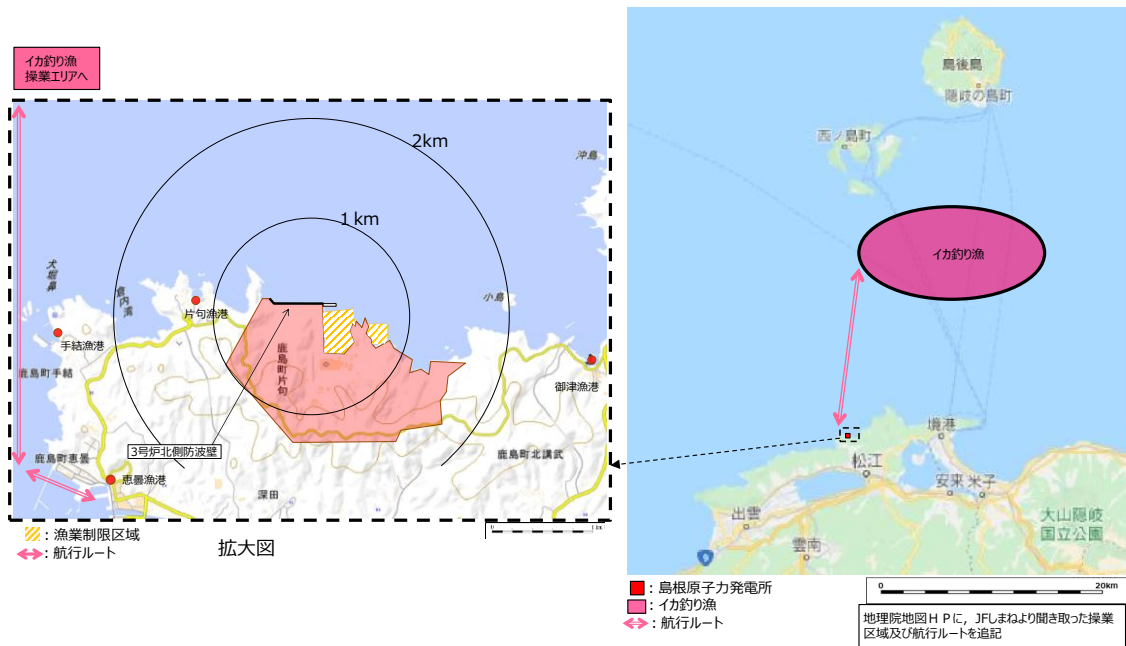 イカ釣り漁
操業エリアへ
2km
1 km
沖島
犬堀鼻
倉内湾
片句漁港
小島
手結漁港
鹿島町片句
御津漁港
鹿島町手結
3号炉北側防波壁
鹿島町恵曇
鹿島町北講武
恵曇漁港
深田
0
1 km
：漁業制限区域
：航行ルート
拡大図
島後島
隠岐の島町
西ノ島町
イカ釣り漁
境港
松江
安来
米子
出雲
大山隠岐
国立公園
雲南
9
：島根原子力発電所
：イカ釣り漁
：航行ルート
0
20km
地理院地図ＨＰに，JFしまねより聞き取った操業
区域及び航行ルートを追記